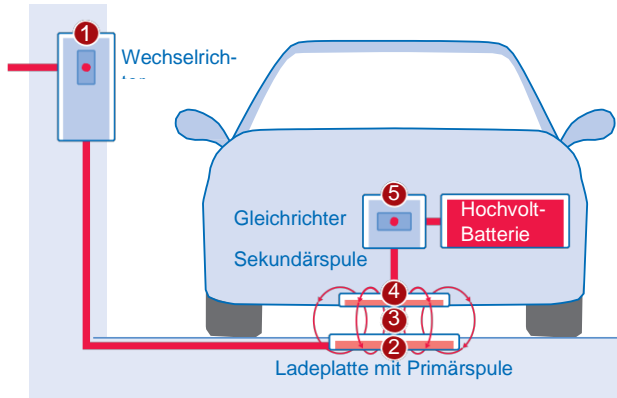 1
Wechselrich-
5
Gleichrichter
Hochvolt-
Batterie
Sekundärspule
4
3
2
Ladeplatte mit Primärspule